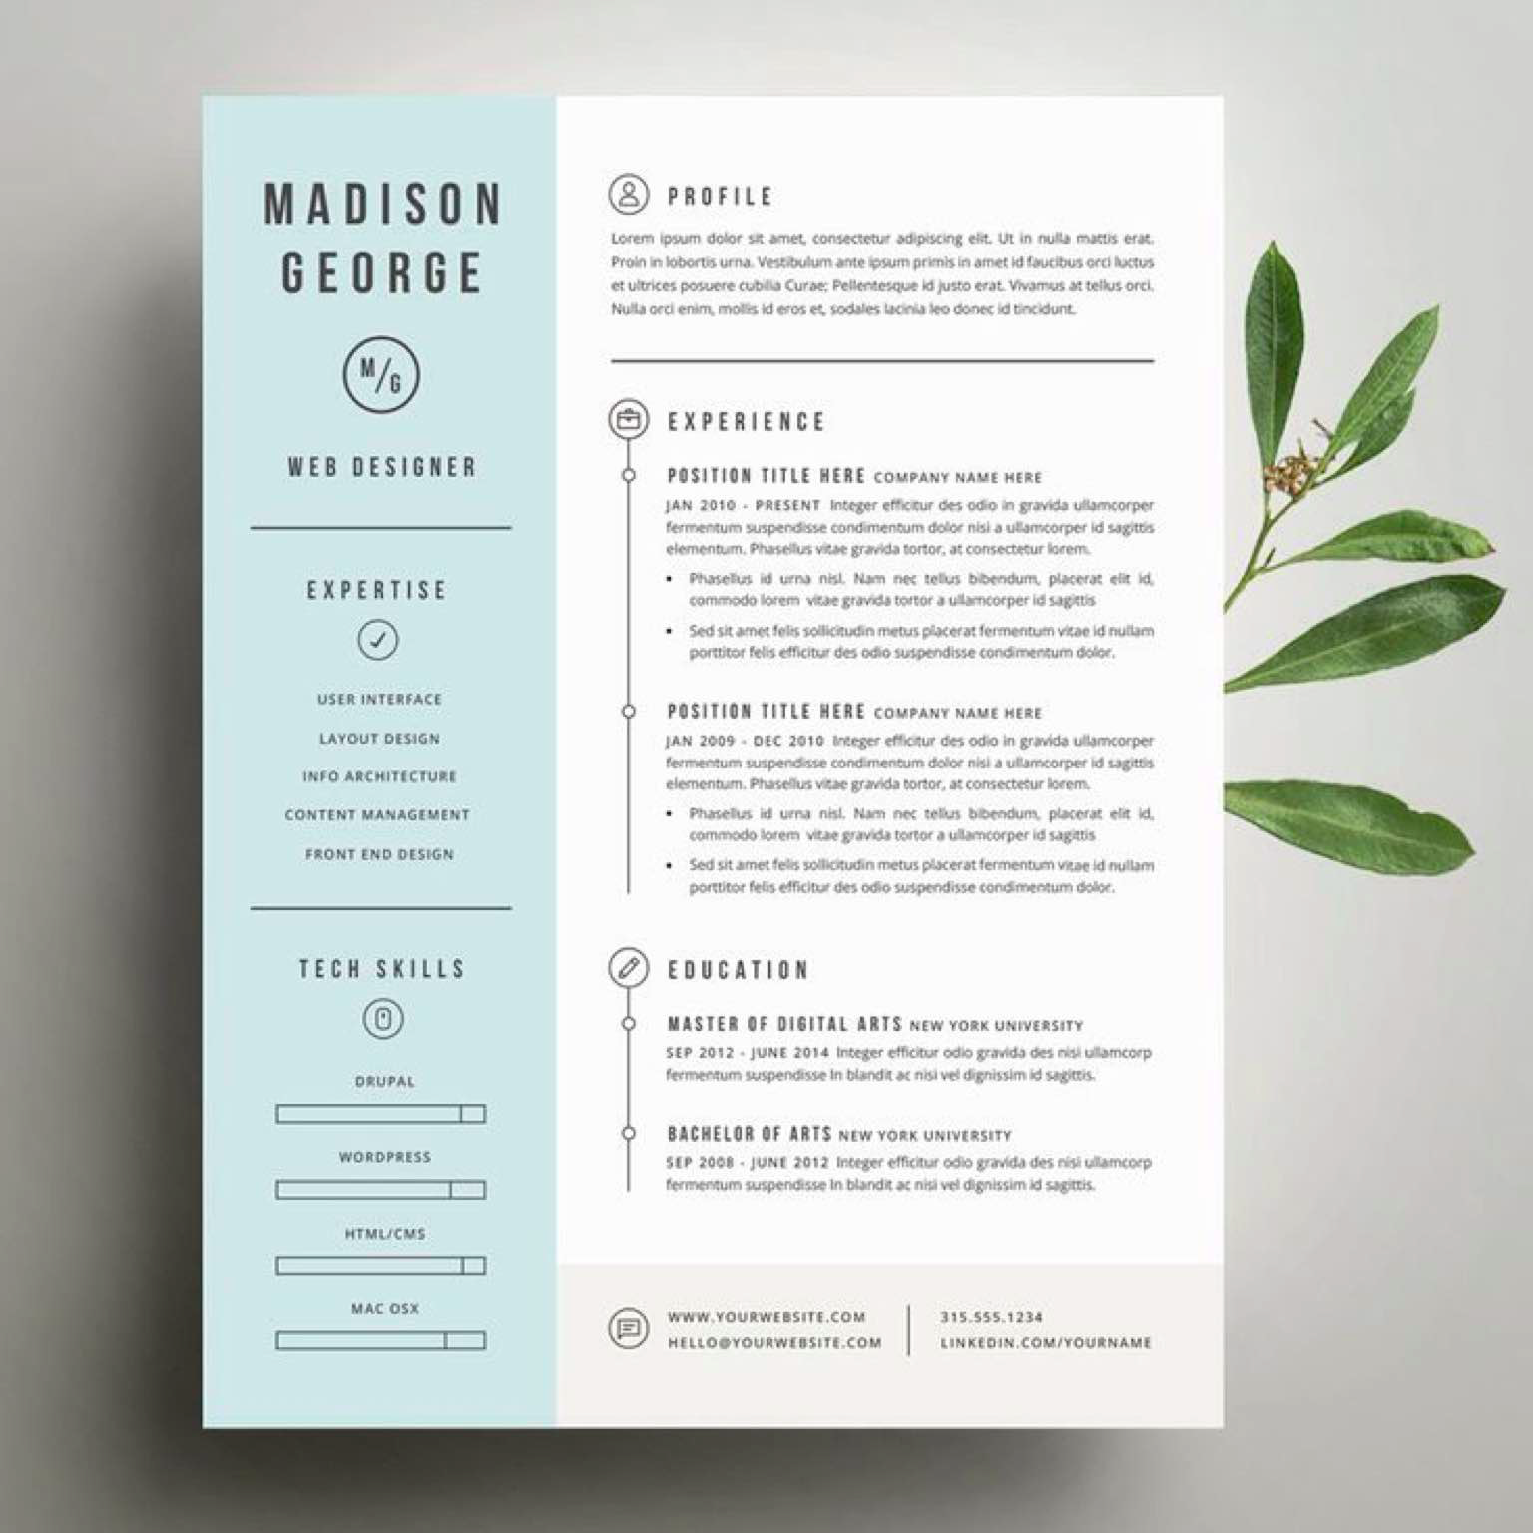 MADISON
GEORGE
M/G
WEB DESIGNER
EXPERTISE
USER INTERFACE
LAYOUT DESIGN
INFO ARCHITECTURE
CONTENT MANAGEMENT
FRONT END DESIGN
TECH SKILLS
DRUPAL
WORDPRESS
HTML/CMS
MAC OSX
PROFILE
Lorem ipsum dolor sit amet, consectetur adipiscing elit. Ut in nulla mattis erat.
Proin in lobortis urna. Vestibulum ante ipsum primis in amet id faucibus orci luctus
et ultrices posuere cubilia Curae; Pellentesque id justo erat. Vivamus at tellus orci.
Nulla orci enim, mollis id eros et, sodales lacinia leo donec id tincidunt.
EXPERIENCE
POSITION TITLE HERE COMPANY NAME HERE
JAN 2010 - PRESENT Integer efficitur des odio in gravida ullamcorper
fermentum suspendisse condimentum dolor nisi a ullamcorper id sagittis
elementum. Phasellus vitae gravida tortor, at consectetur lorem.
• Phasellus id urna nisl. Nam nec tellus bibendum, placerat elit id,
commodo lorem vitae gravida tortor a ullamcorper id sagittis
• Sed sit amet felis sollicitudin metus placerat fermentum vitae id nullam
porttitor felis efficitur des odio suspendisse condimentum dolor.
POSITION TITLE HERE COMPANY NAME HERE
JAN 2009 - DEC 2010 Integer efficitur des odio in gravida ullamcorper
fermentum suspendisse condimentum dolor nisi a ullamcorper id sagittis
elementum. Phasellus vitae gravida tortor, at consectetur lorem.
• Phasellus id urna nisl. Nam nec tellus bibendum, placerat elit id,
commodo lorem vitae gravida tortor a ullamcorper id sagittis
• Sed sit amet felis sollicitudin metus placerat fermentum vitae id nullam
porttitor felis efficitur des odio suspendisse condimentum dolor.
EDUCATION
MASTER OF DIGITAL ARTS NEW YORK UNIVERSITY
SEP 2012 - JUNE 2014 Integer efficitur odio gravida des nisi ullamcorp
fermentum suspendisse In blandit ac nisi vel dignissim id sagittis.
BACHELOR OF ARTS NEW YORK UNIVERSITY
SEP 2008 - JUNE 2012 Integer efficitur odio gravida des nisi ullamcorp
fermentum suspendisse In blandit ac nisi vel dignissim id sagittis.
WWW.YOURWEBSITE.COM
HELLO@YOURWEBSITE.COM
315.555.1234
LINKEDIN.COM/YOURNAME